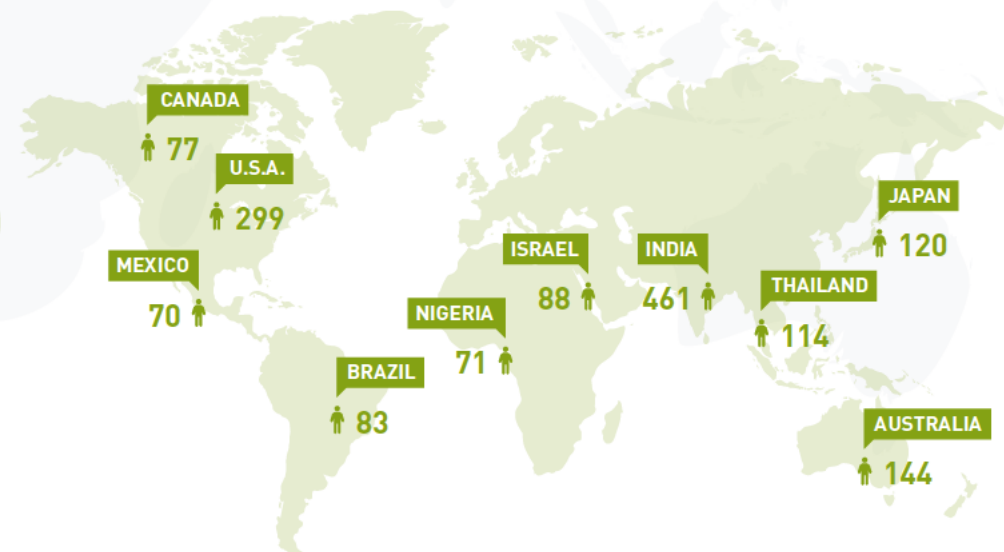 CANADA
77
U.S.A.
299
MEXICO
70
BRAZIL
83
NIGERIA
71
ISRAEL
88
INDIA
461
JAPAN
120
THAILAND
114
AUSTRALIA
144